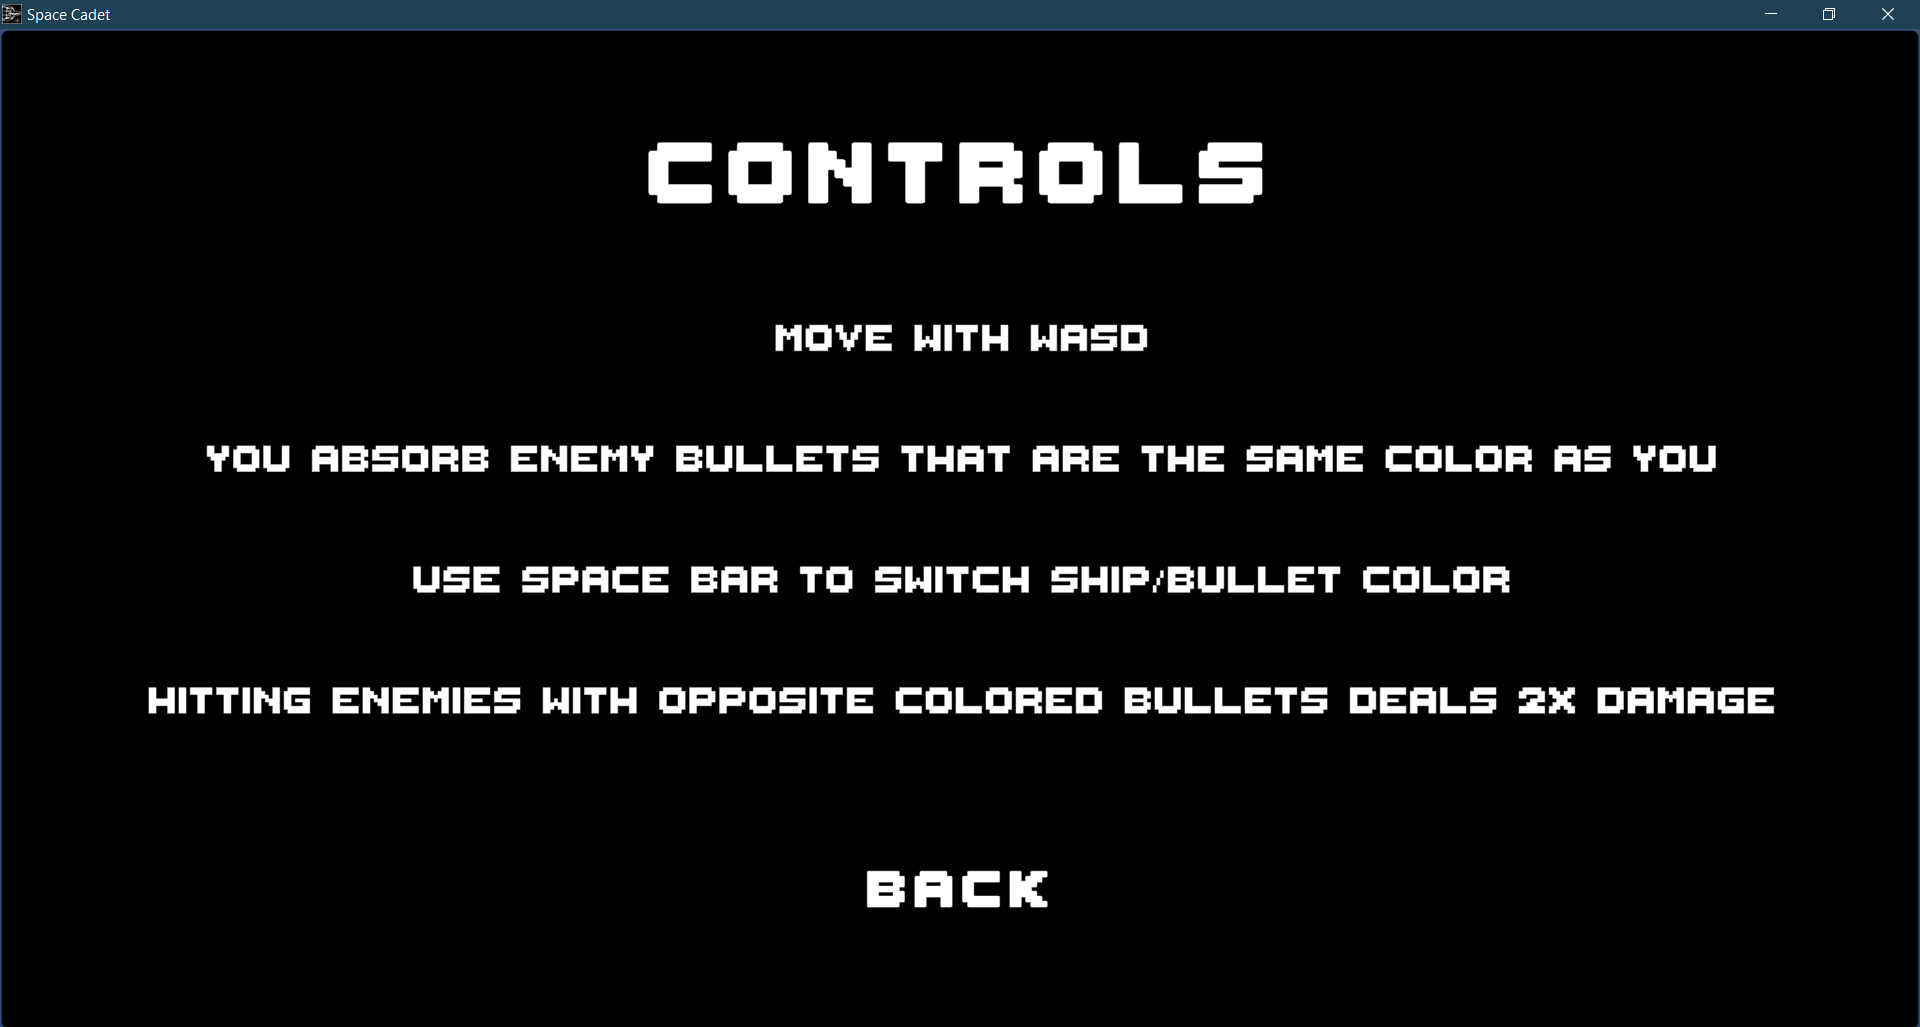 Space Cadet
CONTROLS
MOVE WITH WASD
YOU ABSORB ENEMY BULLETS THAT ARE THE SAME COLOR AS YOU
USE SPACE BAR TO SWITCH SHIP/BULLET COLOR
HITTING ENEMIES WITH OPPOSITE COLORED BULLETS DEALS 2X DAMAGE
BACK